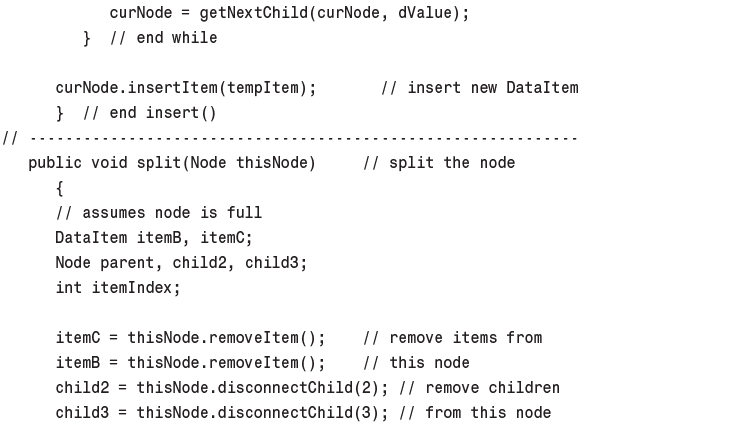 curNode = getNextChild(curNode, dValue);
}  // end while
curNode.insertItem(tempItem);       // insert new DataItem
}  // end insert()
// -------------------------------------------------------------
public void split(Node thisNode)     // split the node
{
// assumes node is full
DataItem itemB, itemC;
Node parent, child2, child3;
int itemIndex;
itemC = thisNode.removeItem();    // remove items from
itemB = thisNode.removeItem();    // this node
child2 = thisNode.disconnectChild(2); // remove children
child3 = thisNode.disconnectChild(3); // from this node